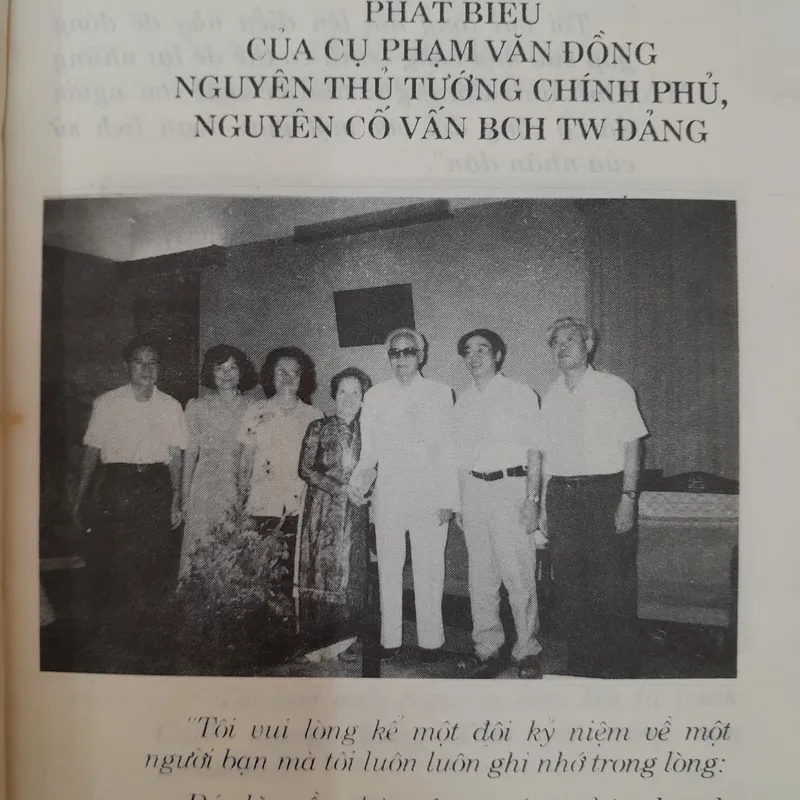 PHÁT BIỂU
CỦA CỤ PHẠM VĂN ĐỒNG
NGUYÊN THỦ TƯỚNG CHÍNH PHỦ,
NGUYÊN CỐ VẤN BCH TW ĐẢNG
"Tôi vui lòng kể một đôi kỷ niệm về một
người bạn mà tôi luôn luôn ghi nhớ trong lòng: